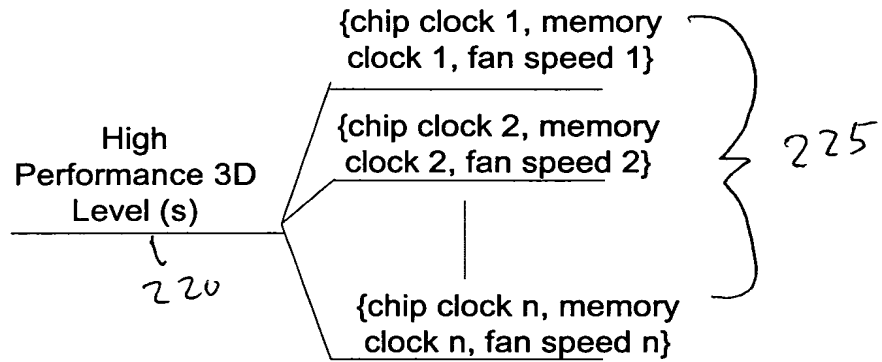 {chip clock 1, memory
clock 1, fan speed 1}
High
Performance 3D
Level (s)
220
{chip clock 2, memory
clock 2, fan speed 2}
225
{chip clock n, memory
clock n, fan speed n}